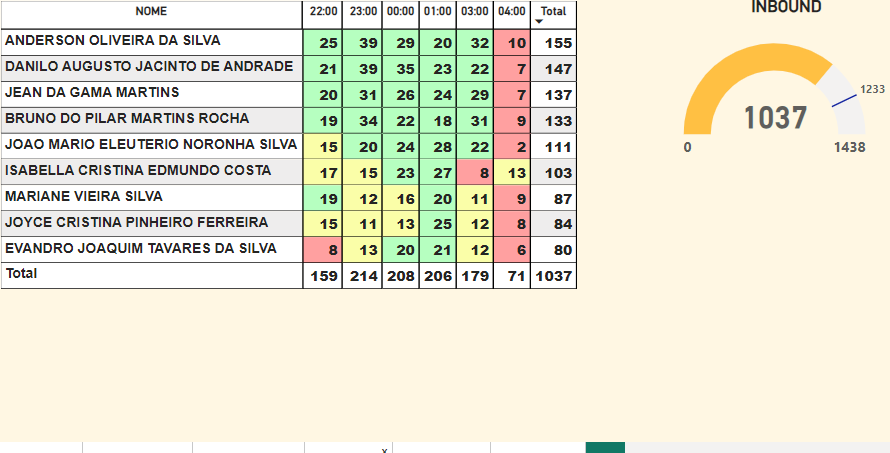 NOME 22:00 23:00 00:00 01:00 03:00 04:00 Total
ANDERSON OLIVEIRA DA SILVA 25 39 29 20 32 10 155
DANILO AUGUSTO JACINTO DE ANDRADE 21 39 35 23 22 7 147
JEAN DA GAMA MARTINS 20 31 26 24 29 7 137
BRUNO DO PILAR MARTINS ROCHA 19 34 22 18 31 9 133
JOAO MARIO ELEUTERIO NORONHA SILVA 15 20 24 28 22 2 111
ISABELLA CRISTINA EDMUNDO COSTA 17 15 23 27 8 13 103
MARIANE VIEIRA SILVA 19 12 16 20 11 9 87
JOYCE CRISTINA PINHEIRO FERREIRA 15 11 13 25 12 8 84
EVANDRO JOAQUIM TAVARES DA SILVA 8 13 20 21 12 6 80
Total 159 214 208 206 179 71 1037
INBOUND
1233
1037
0 1438
x